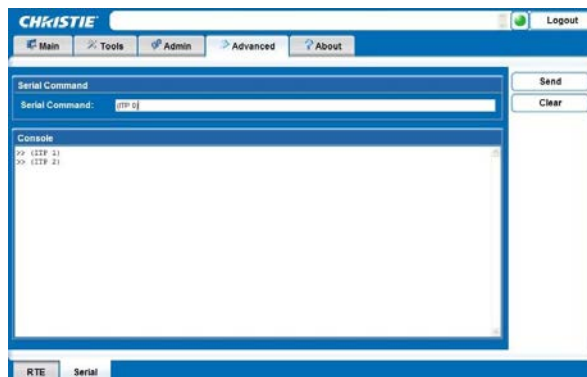 CHRISTIE
Logout
Main
Tools
Admin
Advanced
? About
Serial Command
Send
Serial Command: (ITP 0)
Clear
Console
>> (ITP 1)
>> (ITP 2)
RTE
Serial